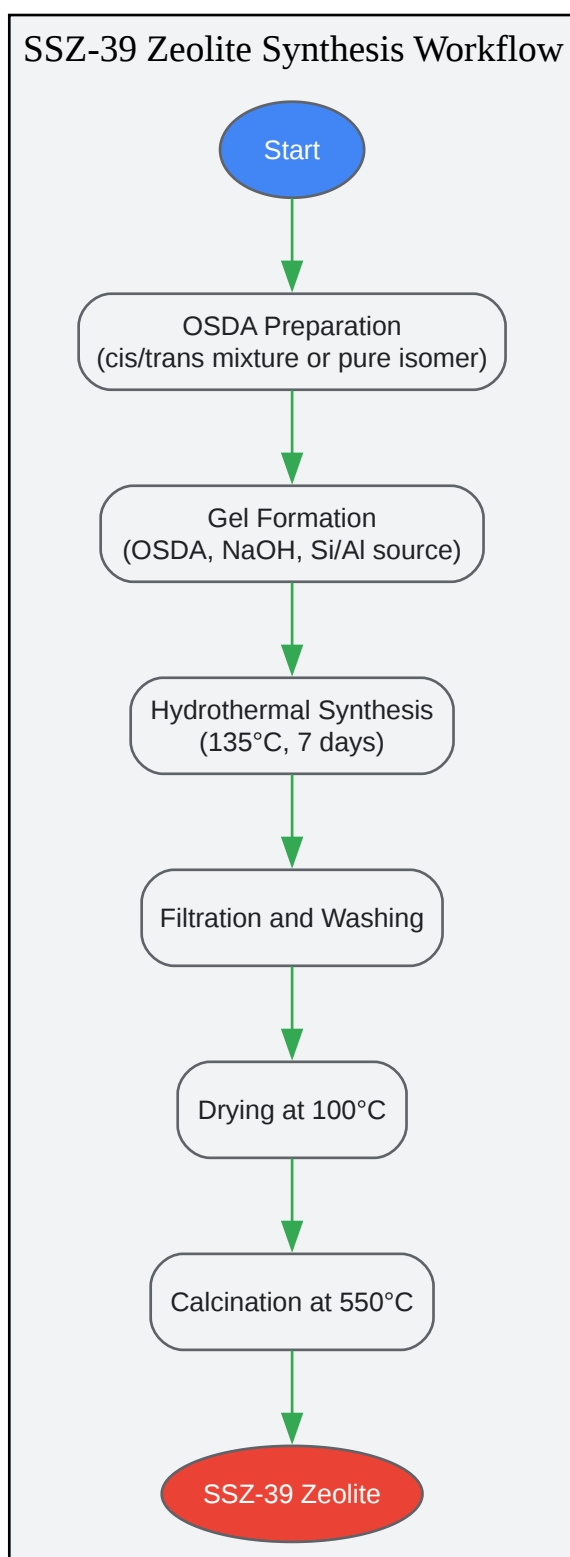 SSZ-39 Zeolite Synthesis Workflow
Start
OSDA Preparation
(cis/trans mixture or pure isomer)
Gel Formation
(OSDA, NaOH, Si/Al source)
Hydrothermal Synthesis
(135°C, 7 days)
Filtration and Washing
Drying at 100°C
Calcination at 550°C
SSZ-39 Zeolite